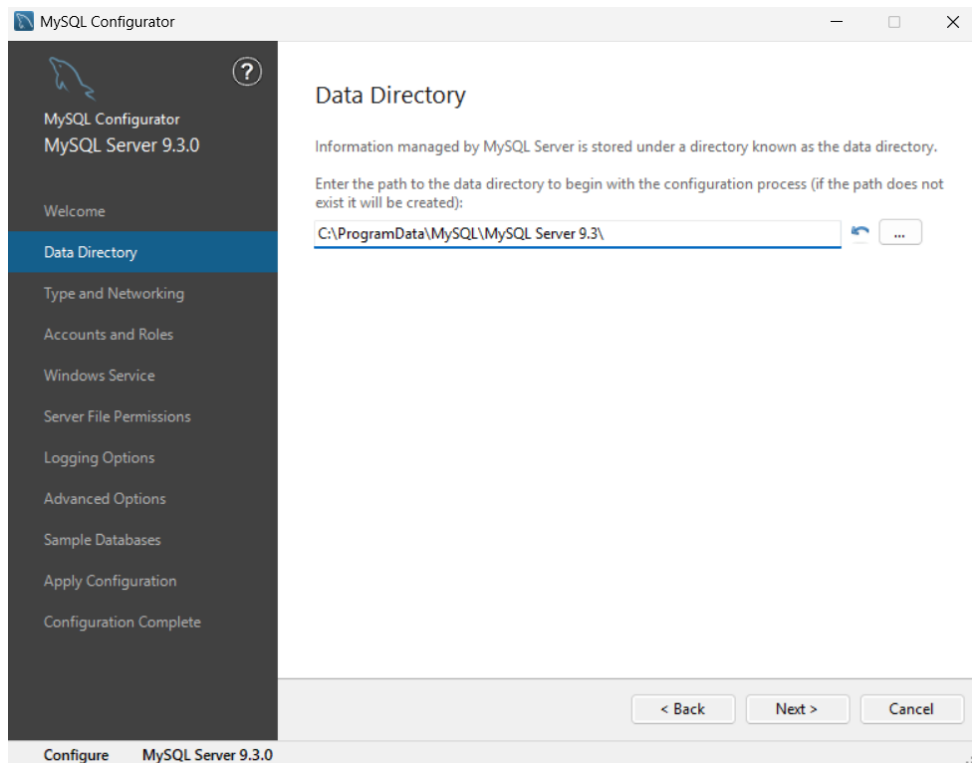 MySQL Configurator
?
MySQL Configurator
MySQL Server 9.3.0
Welcome
Data Directory
Type and Networking
Accounts and Roles
Windows Service
Server File Permissions
Logging Options
Advanced Options
Sample Databases
Apply Configuration
Configuration Complete
Data Directory
Information managed by MySQL Server is stored under a directory known as the data directory.
Enter the path to the data directory to begin with the configuration process (if the path does not
exist it will be created):
C:\ProgramData\MySQL\MySQL Server 9.3\
...
< Back Next > Cancel
Configure MySQL Server 9.3.0